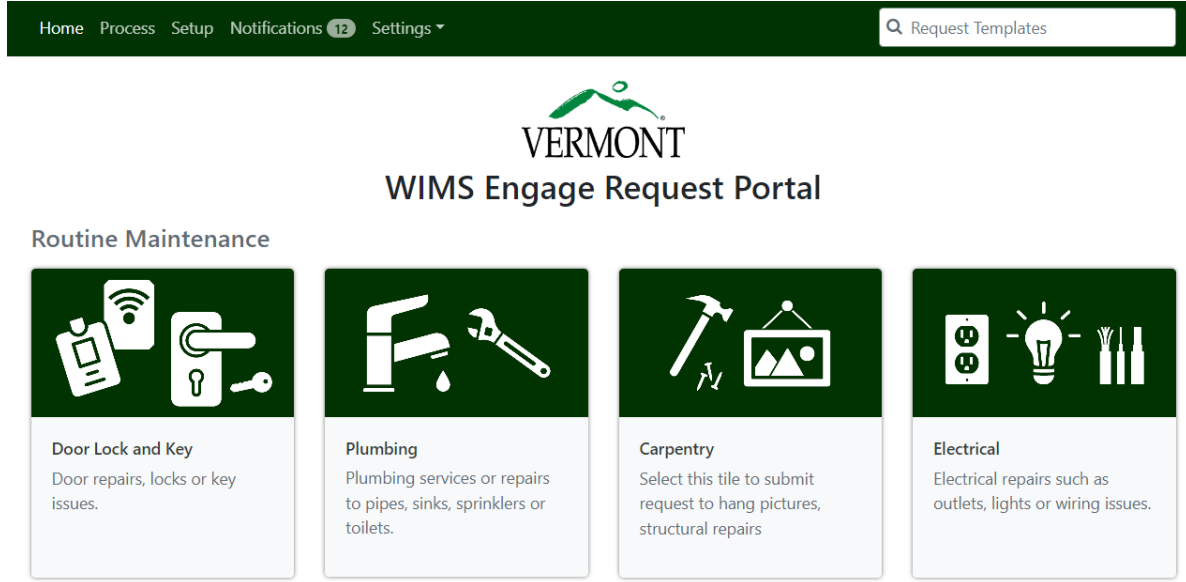 Home Process Setup Notifications 12 Settings Request Templates
VERMONT
WIMS Engage Request Portal
Routine Maintenance
Door Lock and Key
Door repairs, locks or key
issues.
Plumbing
Plumbing services or repairs
to pipes, sinks, sprinklers or
toilets.
Carpentry
Select this tile to submit
request to hang pictures,
structural repairs
Electrical
Electrical repairs such as
outlets, lights or wiring issues.